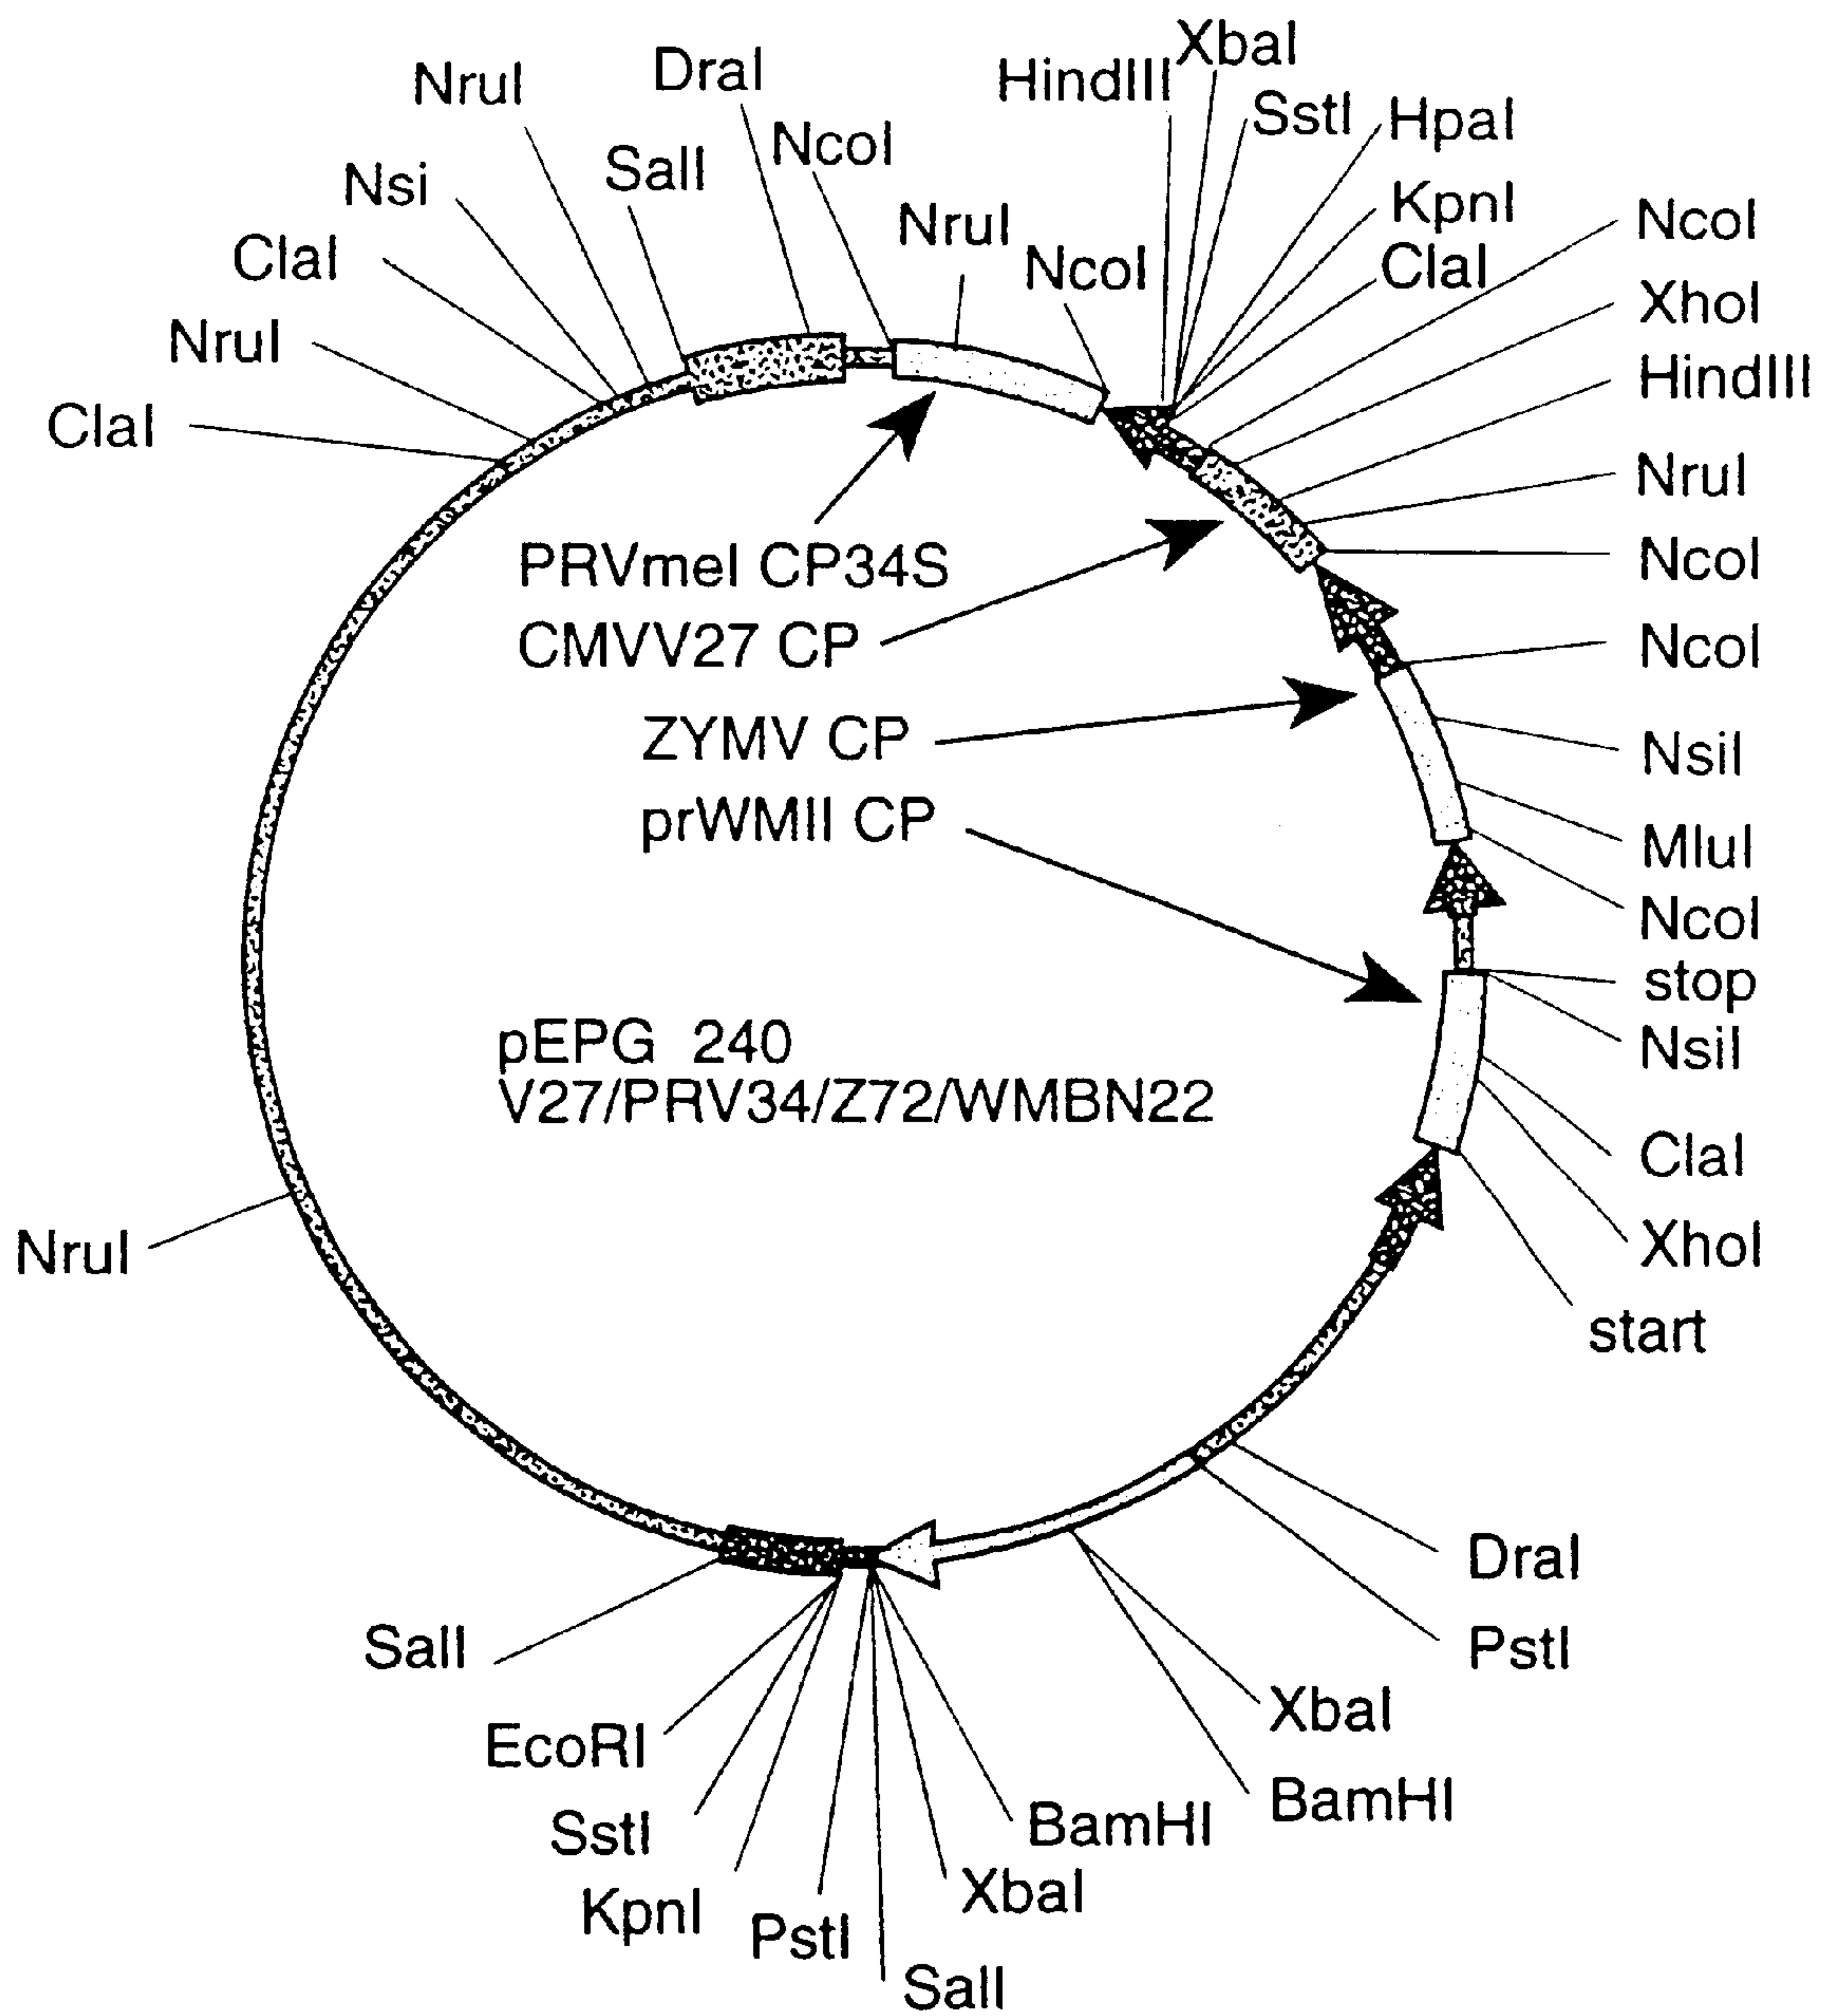 XbaI
HindIII
DraI
NruI
SstI
HpaI
NcoI
SalI
Nsi
KpnI
NcoI
NruI
ClaI
NcoI
ClaI
XhoI
NruI
HindIII
ClaI
NruI
PRVmel CP34S
NcoI
CMVV27 CP
NcoI
ZYMV CP
NsiI
prWMII CP
MluI
NcoI
stop
pEPG 240
NsiI
V27/PRV34/Z72/WMBN22
ClaI
NruI
XhoI
start
DraI
SalI
PstI
XbaI
EcoRI
BamHI
SstI
BamHI
KpnI
XbaI
PstI
SalI